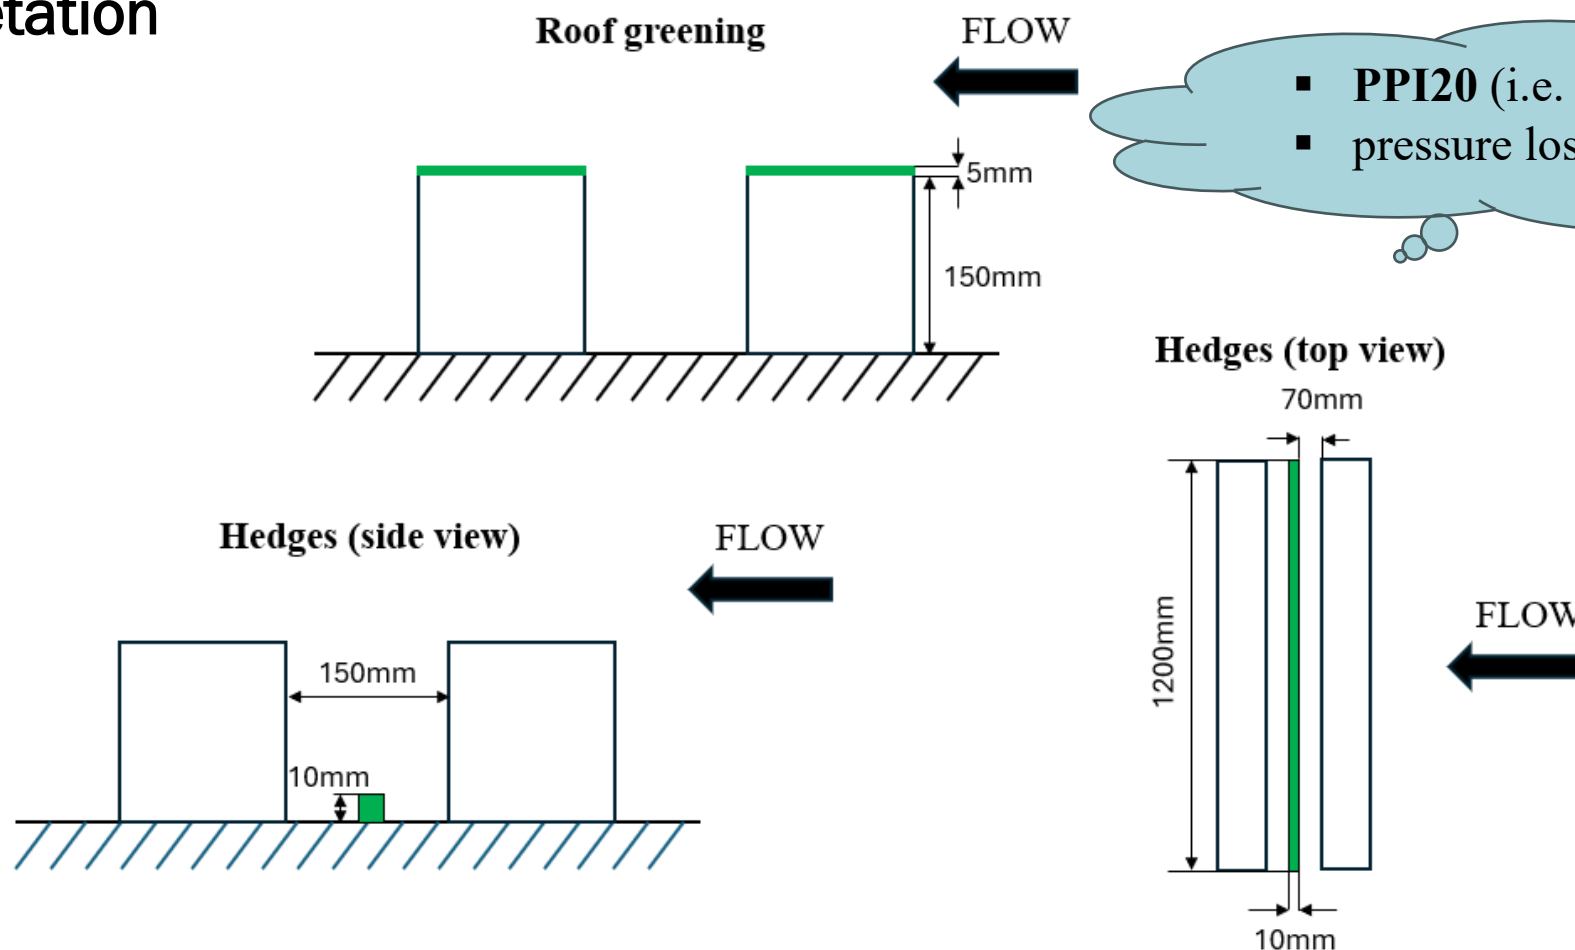 etation
Roof greening
FLOW
▪ PPI20 (i.e.
▪ pressure los
5mm
150mm
Hedges (top view)
70mm
Hedges (side view)
FLOW
150mm
10mm
1200mm
FLOW
10mm